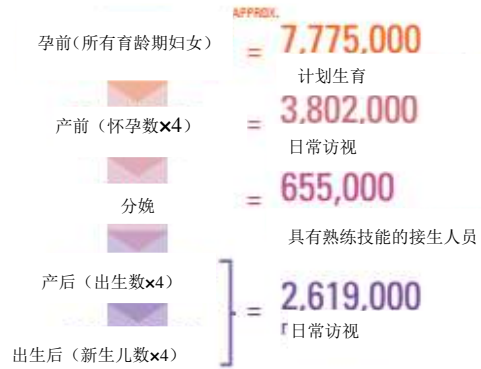 APPROX.
孕前（所有育龄期妇女） = 7,775,000
计划生育
产前（怀孕数×4） = 3,802,000
日常访视
分娩 = 655,000
具有熟练技能的接生人员
产后（出生数×4）
= 2,619,000
「日常访视
出生后（新生儿数×4）